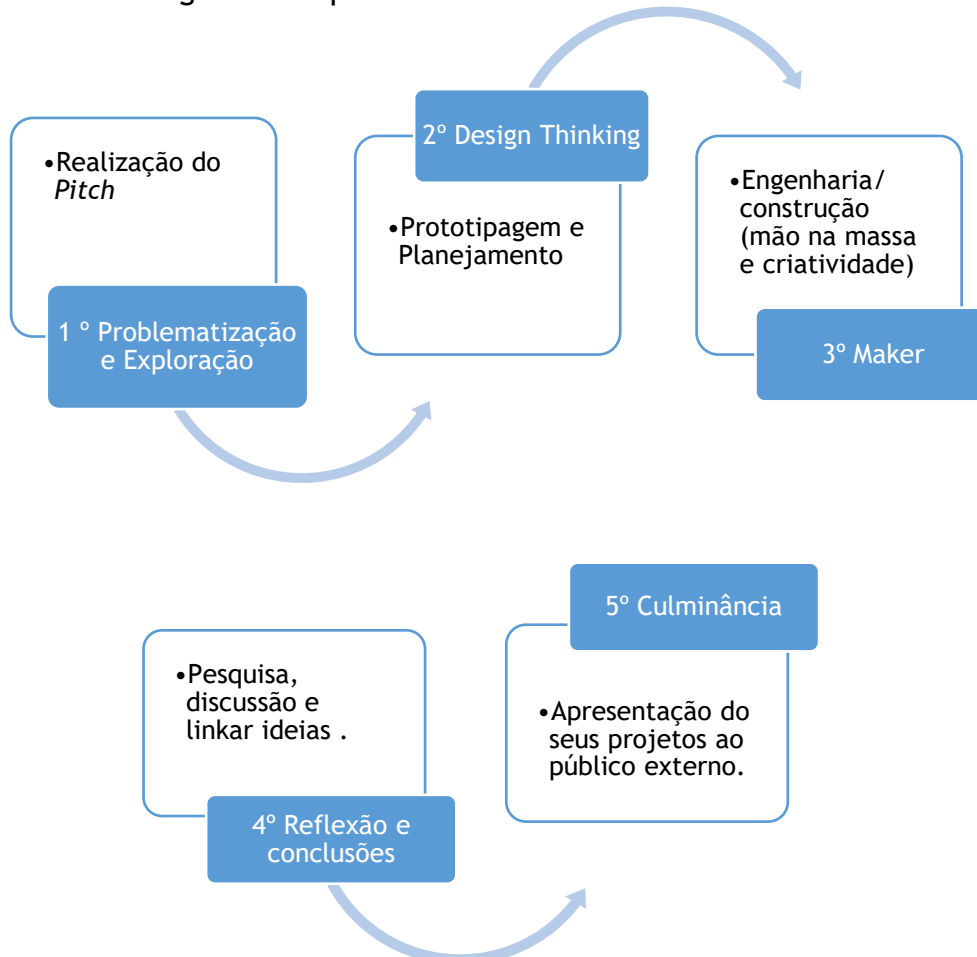 •Realização do
Pitch
1 º Problematização
e Exploração
2º Design Thinking
•Prototipagem e
Planejamento
•Engenharia/
construção
(mão na massa
e criatividade)
3º Maker
•Pesquisa,
discussão e
linkar ideias .
4º Reflexão e
conclusões
5º Culminância
•Apresentação do
seus projetos ao
público externo.